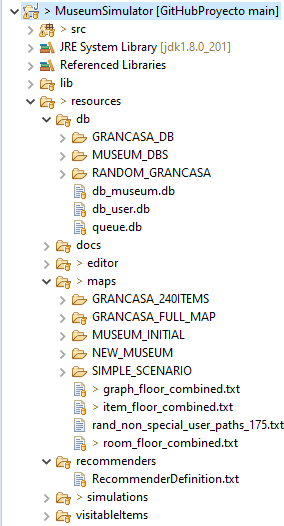 > MuseumSimulator [GitHubProyecto main]
> src
JRE System Library [jdk1.8.0_201]
Referenced Libraries
lib
> resources
db
GRANCASA_DB
MUSEUM_DBS
RANDOM_GRANCASA
db_museum.db
db_user.db
queue.db
docs
> editor
> maps
GRANCASA_240ITEMS
GRANCASA_FULL_MAP
MUSEUM_INITIAL
NEW_MUSEUM
SIMPLE_SCENARIO
> graph_floor_combined.txt
> item_floor_combined.txt
rand_non_special_user_paths_175.txt
> room_floor_combined.txt
recommenders
RecommenderDefinition.txt
> simulations
visitableItems